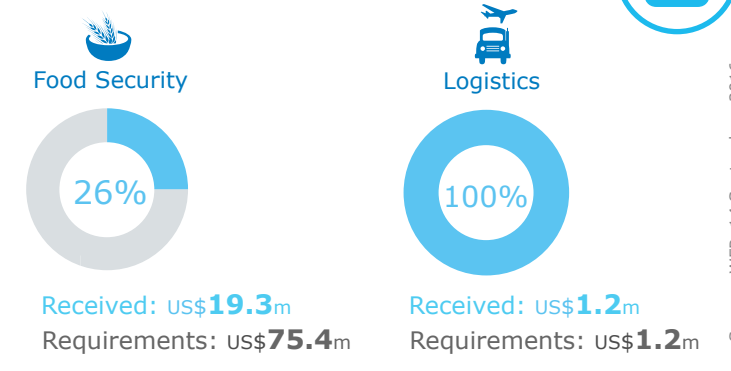 Food Security
Logistics
26%
100%
Received: US$19.3m
Requirements: US$75.4m
Received: US$1.2m
Requirements: US$1.2m